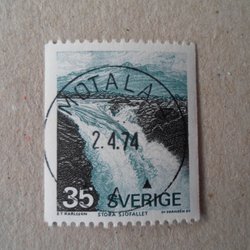 MOTALA
2.4.74
35 SVERIGE
STORA SJÖFALLET